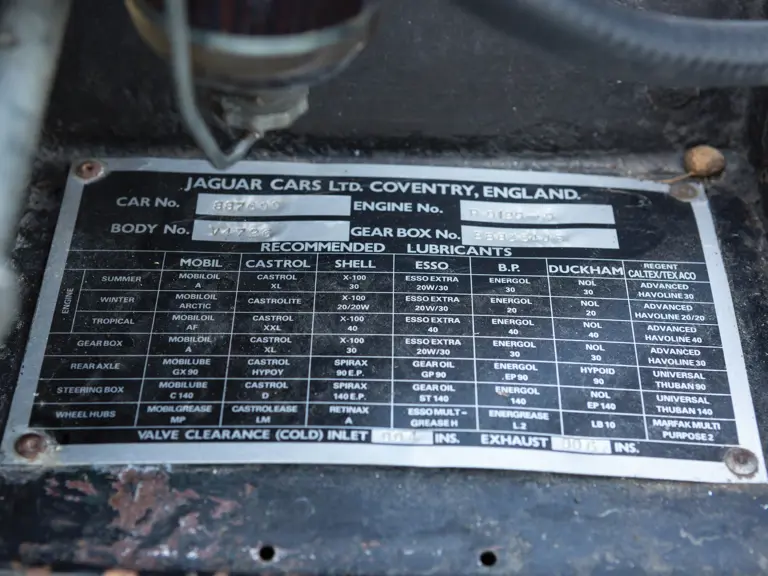 JAGUAR CARS LTD. COVENTRY, ENGLAND.
CAR No. ENGINE No.
BODY No. GEAR BOX No.
RECOMMENDED LUBRICANTS
MOBIL CASTROL SHELL ESSO B.P. DUCKHAM REGENT CALTEX/TEXACO
ENGINE
SUMMER MOBILOIL A CASTROL XL X-100 30 ESSO EXTRA 20W/30 ENERGOL 30 NOL 30 ADVANCED HAVOLINE 30
WINTER MOBILOIL ARCTIC CASTROLITE X-100 20/20W ESSO EXTRA 20W/30 ENERGOL 20 NOL 20 ADVANCED HAVOLINE 20/20
TROPICAL MOBILOIL AF CASTROL XXL X-100 40 ESSO EXTRA 40 ENERGOL 40 NOL 40 ADVANCED HAVOLINE 40
GEAR BOX MOBILOIL A CASTROL XL X-100 30 ESSO EXTRA 20W/30 ENERGOL 30 NOL 30 ADVANCED HAVOLINE 30
REAR AXLE MOBILUBE GX 90 CASTROL HYPOY SPIRAX 90 E.P. GEAR OIL GP 90 ENERGOL EP 90 HYPOID 90 UNIVERSAL THUBAN 90
STEERING BOX MOBILUBE C 140 CASTROL D SPIRAX 140 E.P. GEAR OIL ST 140 ENERGOL 140 NOL EP 140 UNIVERSAL THUBAN 140
WHEEL HUBS MOBILGREASE MP CASTROLEASE LM RETINAX A ESSO MULT- GREASE H ENERGREASE L.2 LB 10 MARFAK MULTI PURPOSE 2
VALVE CLEARANCE (COLD) INLET INS. EXHAUST INS.